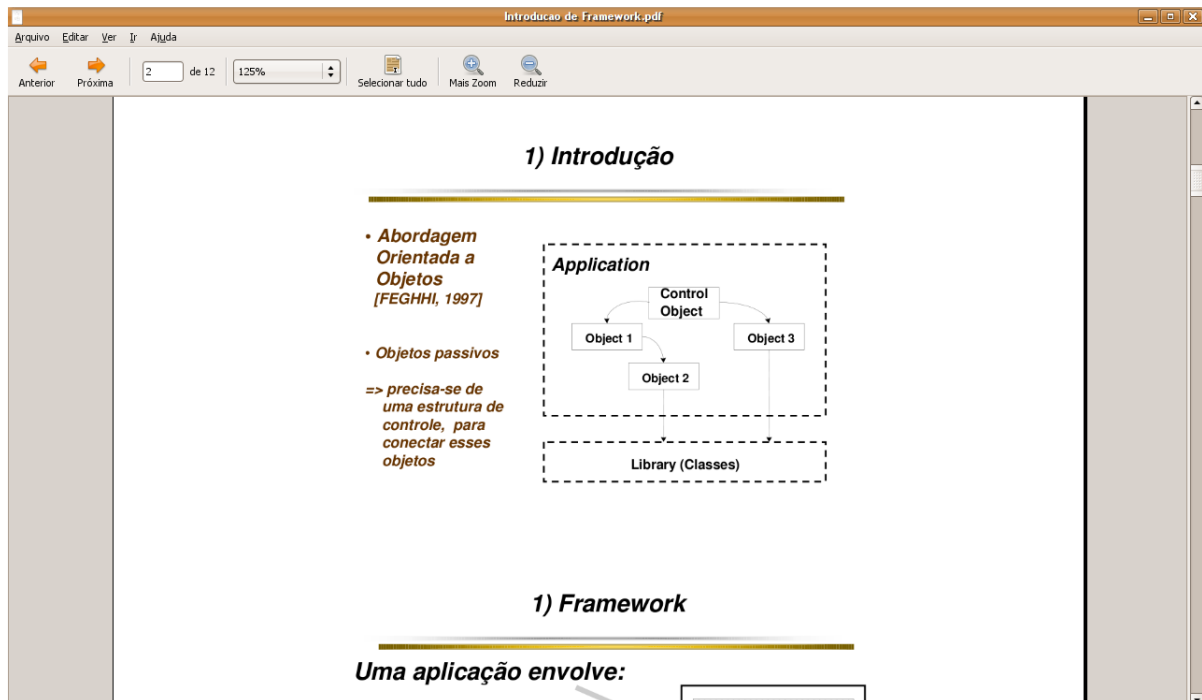 Introducao de Framework.pdf
Arquivo Editar Ver Ir Ajuda
2 de 12 125%
Anterior Próxima Selecionar tudo Mais Zoom Reduzir
1) Introdução
• Abordagem
Orientada a
Objetos
[FEGHHI, 1997]
• Objetos passivos
=> precisa-se de
uma estrutura de
controle, para
conectar esses
objetos
Application
Control
Object
Object 1
Object 3
Object 2
Library (Classes)
1) Framework
Uma aplicação envolve: